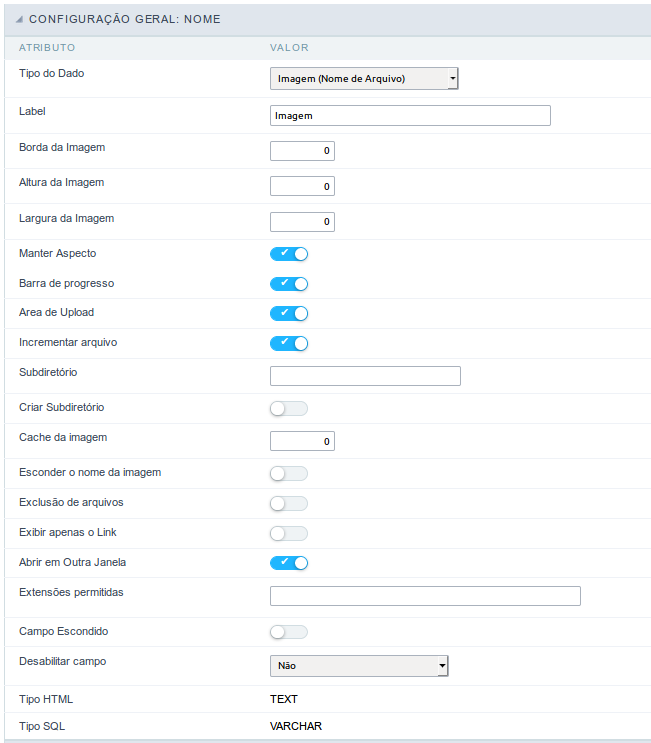 CONFIGURAÇÃO GERAL: NOME
ATRIBUTO VALOR
Tipo do Dado Imagem (Nome de Arquivo)
Label Imagem
Borda da Imagem 0
Altura da Imagem 0
Largura da Imagem 0
Manter Aspecto
Barra de progresso
Area de Upload
Incrementar arquivo
Subdiretório
Criar Subdiretório
Cache da imagem 0
Esconder o nome da imagem
Exclusão de arquivos
Exibir apenas o Link
Abrir em Outra Janela
Extensões permitidas
Campo Escondido
Desabilitar campo Não
Tipo HTML TEXT
Tipo SQL VARCHAR